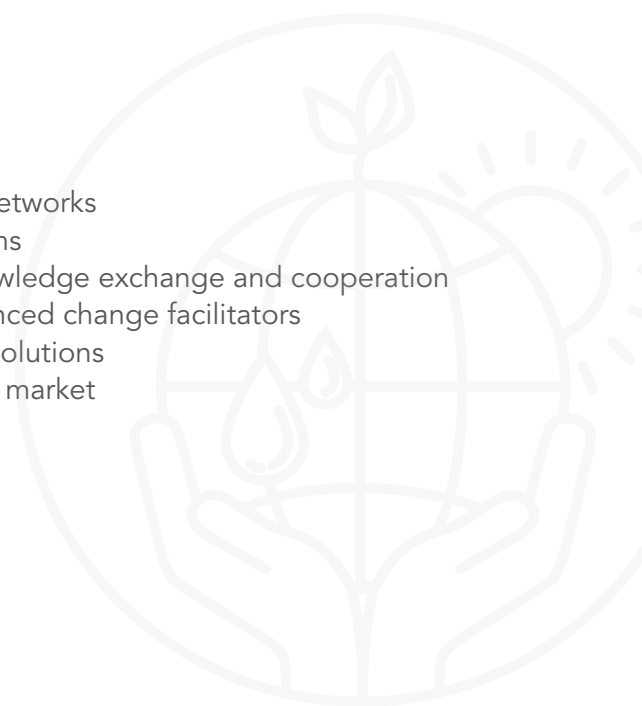 etworks
ns
wledge exchange and cooperation
nced change facilitators
olutions
market